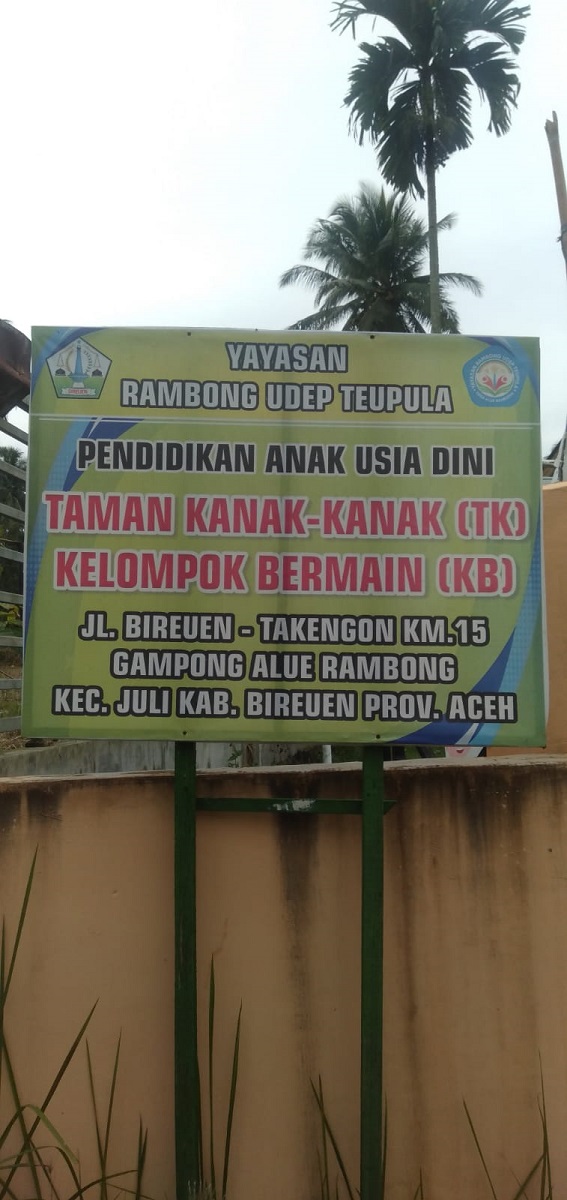 YAYASAN
RAMBONG UDEP TEUPULA
PENDIDIKAN ANAK USIA DINI
TAMAN KANAK-KANAK (TK)
KELOMPOK BERMAIN (KB)
JL. BIREUEN - TAKENGON KM.15
GAMPONG ALUE RAMBONG
KEC. JULI KAB. BIREUEN PROV. ACEH